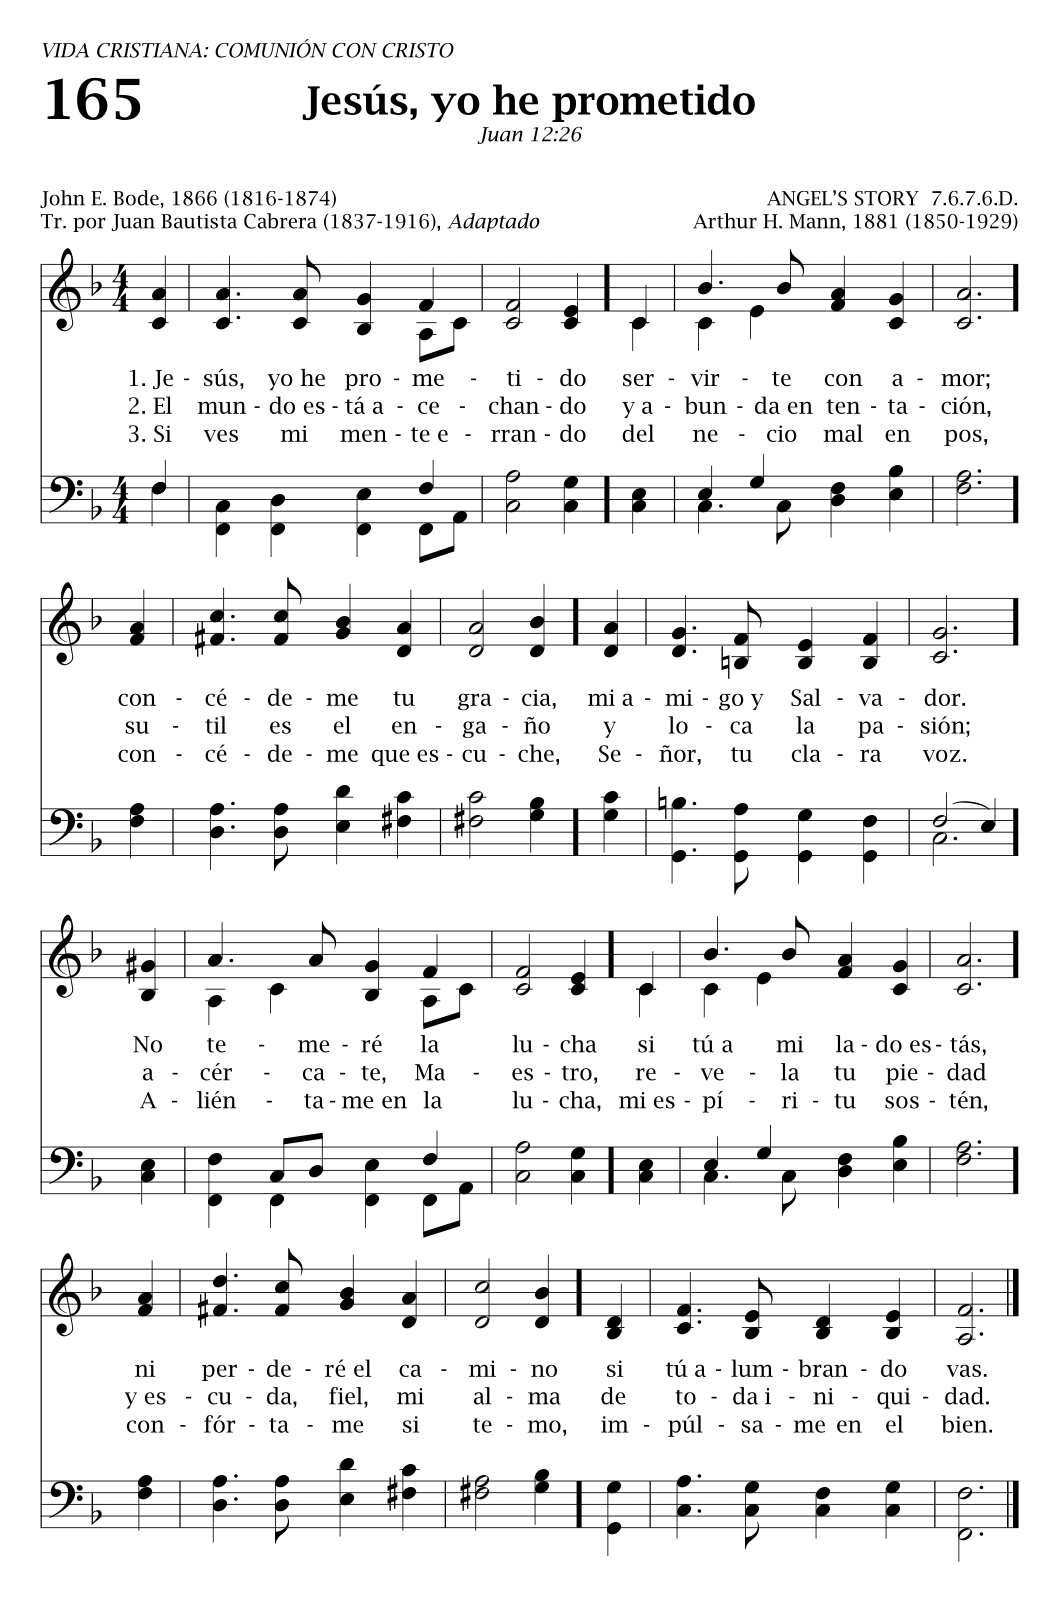 VIDA CRISTIANA: COMUNIÓN CON CRISTO
165 Jesús, yo he prometido
Juan 12:26
John E. Bode, 1866 (1816-1874) ANGEL'S STORY 7.6.7.6.D.
Tr. por Juan Bautista Cabrera (1837-1916), Adaptado Arthur H. Mann, 1881 (1850-1929)
1. Je - sús, yo he pro - me - ti - do ser - vir - te con a - mor;
2. El mun - do es - tá a - ce - chan - do y a - bun - da en ten - ta - ción,
3. Si ves mi men - te e - rran - do del ne - cio mal en pos,
con - cé - de - me tu gra - cia, mi a - mi - go y Sal - va - dor.
su - til es el en - ga - ño y lo - ca la pa - sión;
con - cé - de - me que es - cu - che, Se - ñor, tu cla - ra voz.
No te - me - ré la lu - cha si tú a mi la - do es - tás,
a - cér - ca - te, Ma - es - tro, re - ve - la tu pie - dad
A - lién - ta - me en la lu - cha, mi es - pí - ri - tu sos - tén,
ni per - de - ré el ca - mi - no si tú a - lum - bran - do vas.
y es - cu - da, fiel, mi al - ma de to - da i - ni - qui - dad.
con - fór - ta - me si te - mo, im - púl - sa - me en el bien.